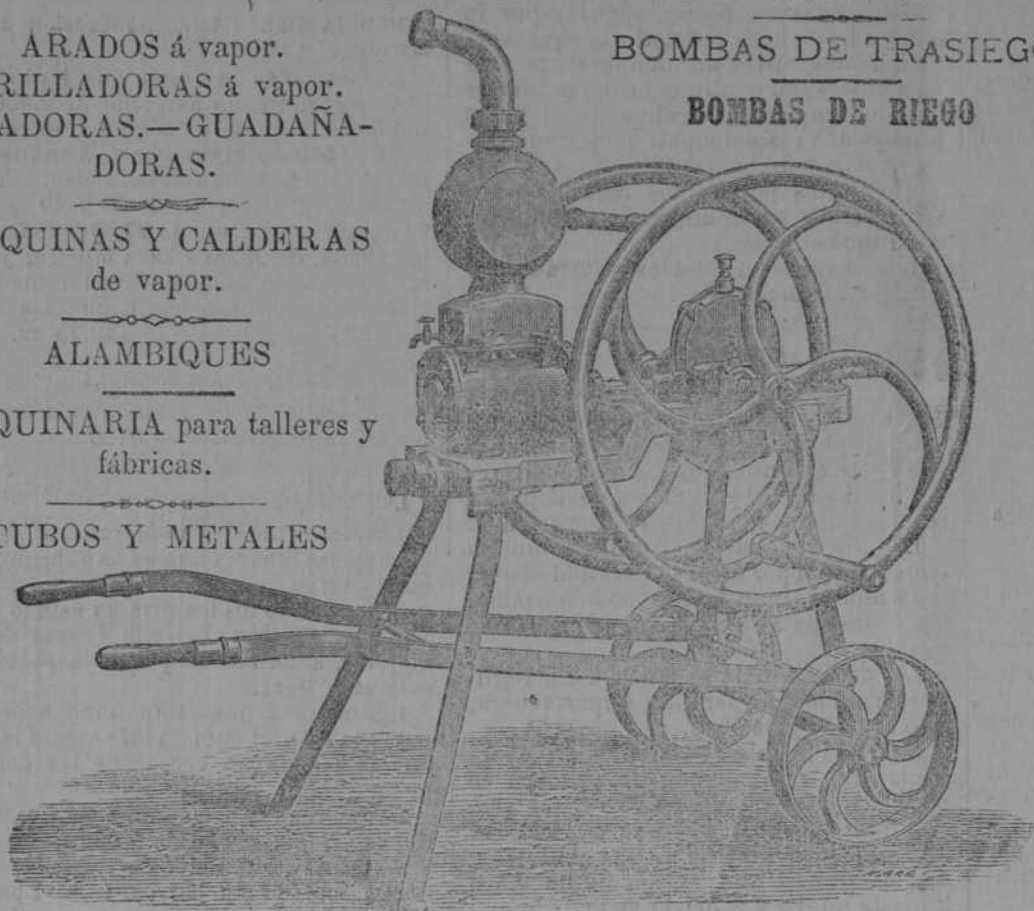 ARADOS á vapor.
RILLADORAS á vapor.
ADORAS.—GUADAÑA-
DORAS.
QUINAS Y CALDERAS
de vapor.
ALAMBIQUES
QUINARIA para talleres y
fábricas.
TUBOS Y METALES
BOMBAS DE TRASIEGO
BOMBAS DE RIEGO